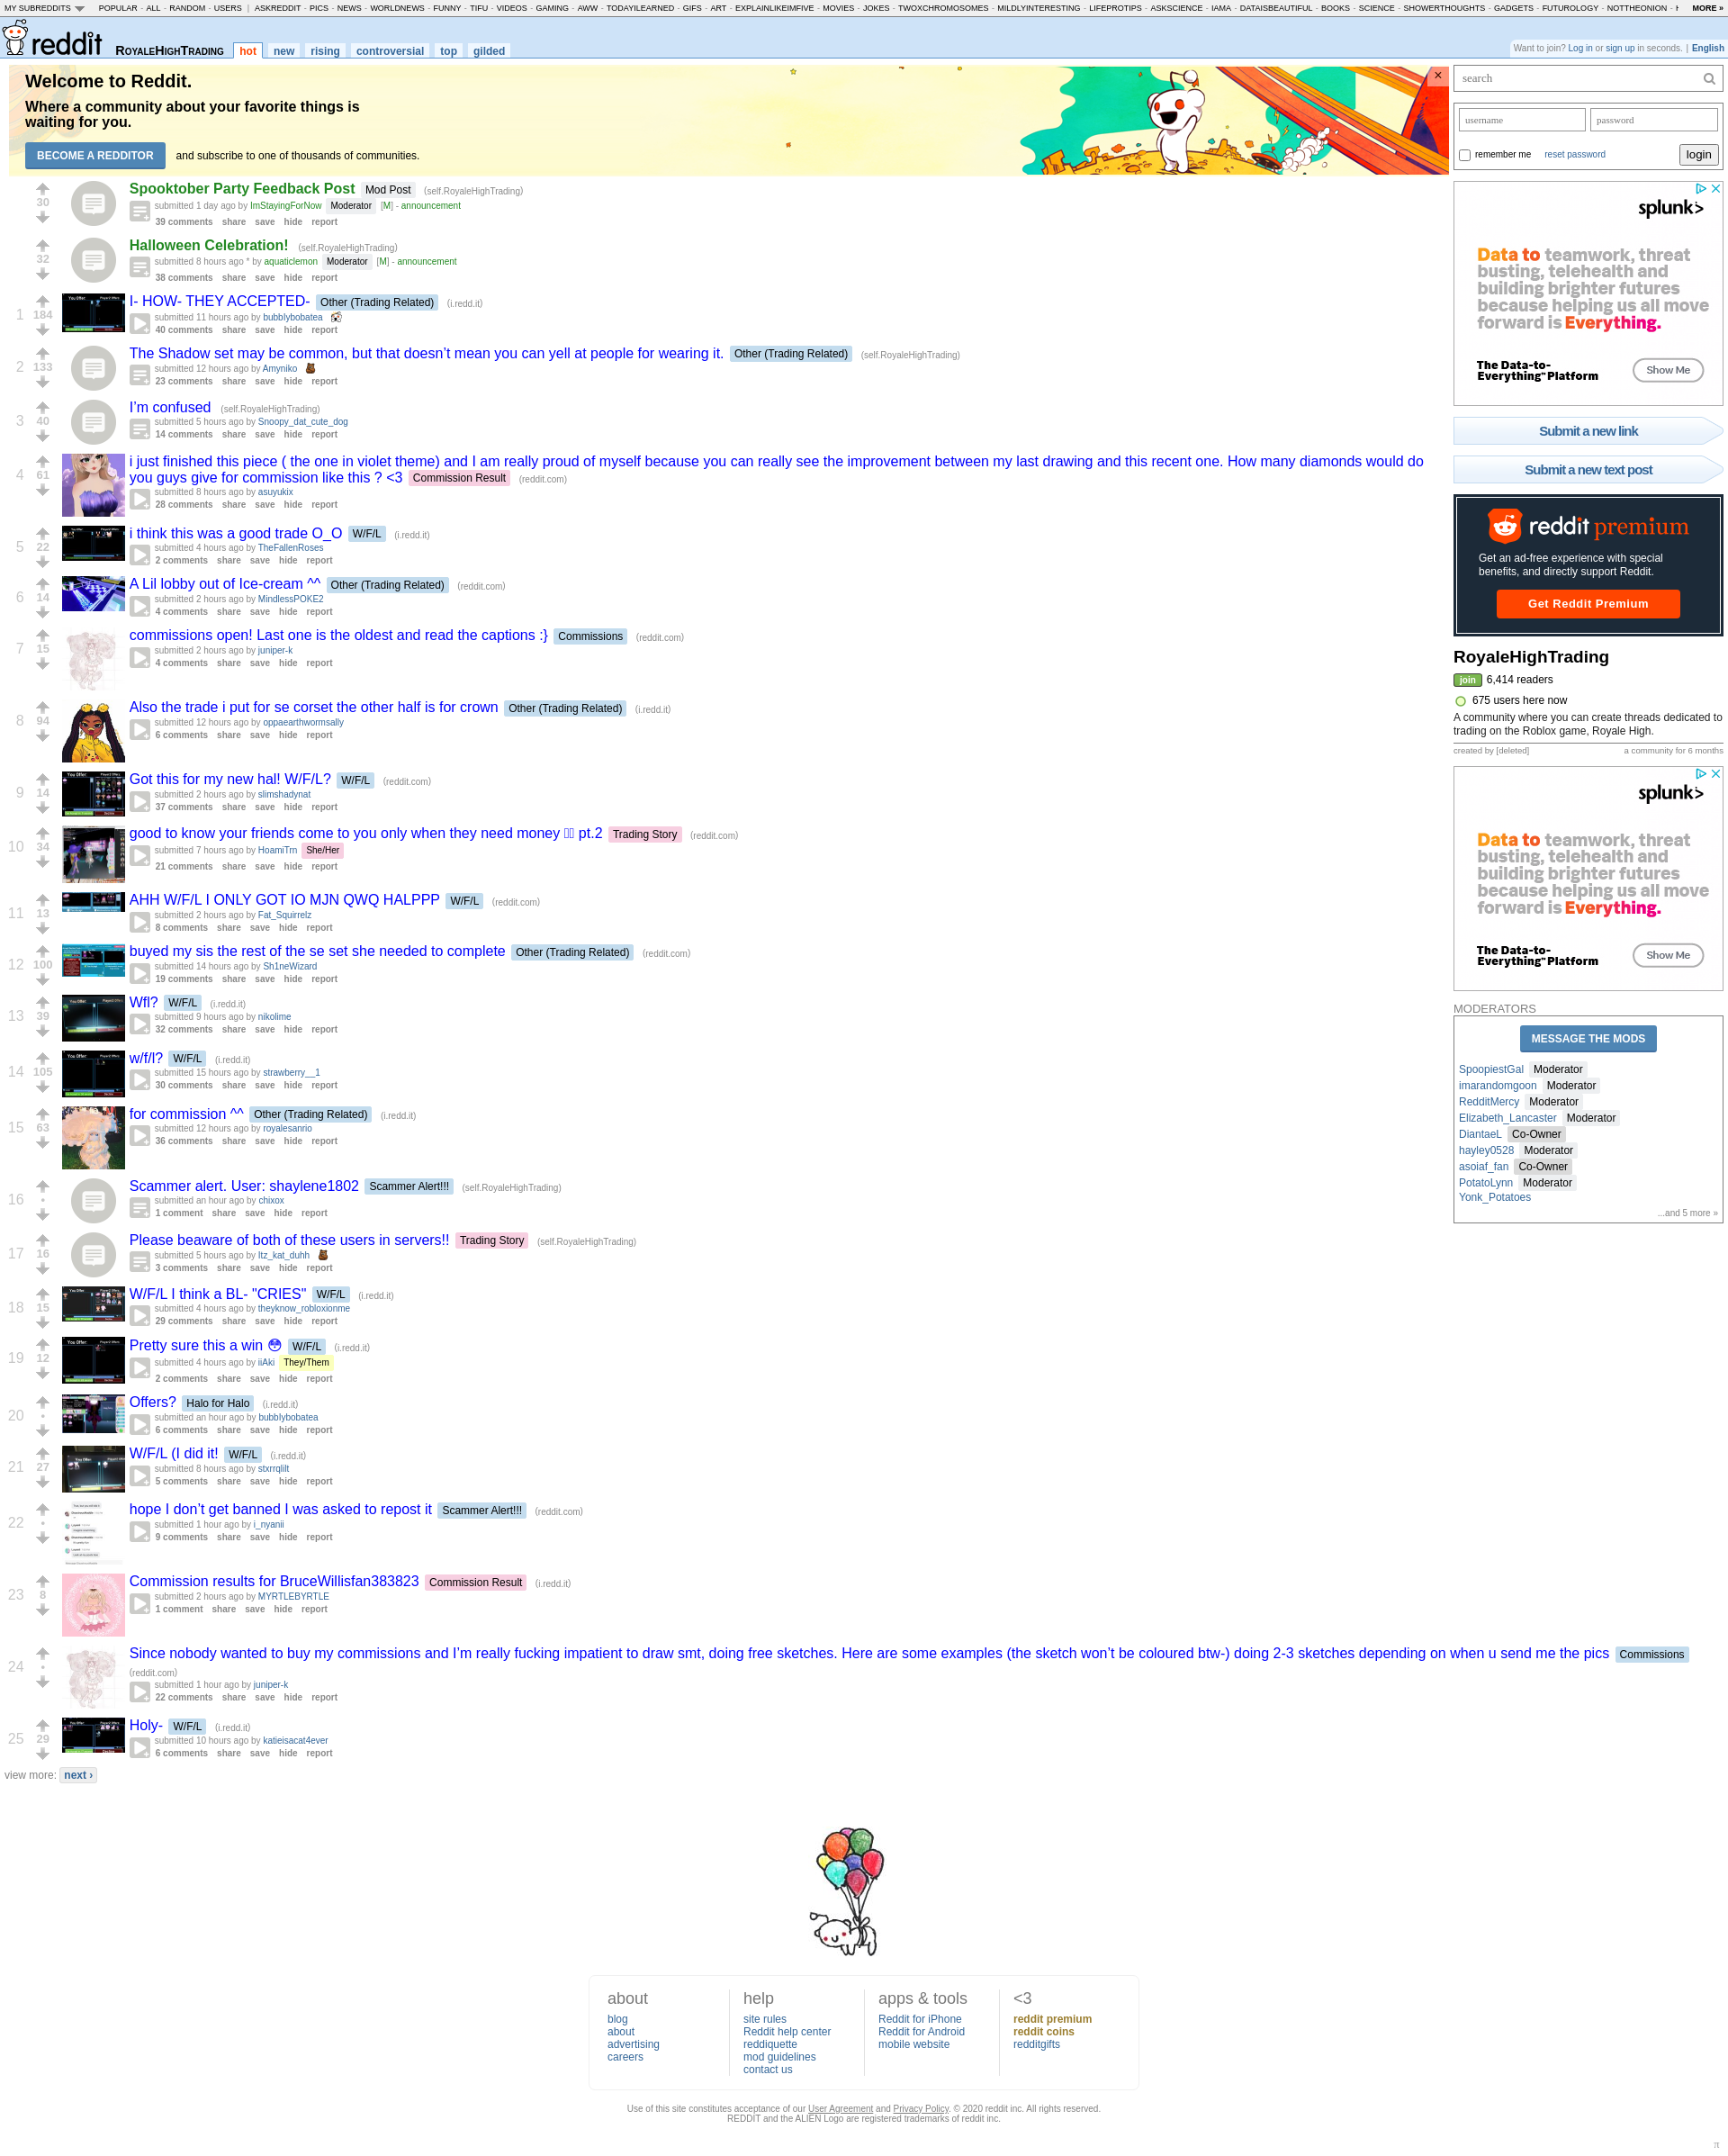 MY SUBREDDITS POPULAR - ALL - RANDOM - USERS | ASKREDDIT - PICS - NEWS - WORLDNEWS - FUNNY - TIFU - VIDEOS - GAMING - AWW - TODAYILEARNED - GIFS - ART - EXPLAINLIKEIMFIVE - MOVIES - JOKES - TWOXCHROMOSOMES - MILDLYINTERESTING - LIFEPROTIPS - ASKSCIENCE - IAMA - DATAISBEAUTIFUL - BOOKS - SCIENCE - SHOWERTHOUGHTS - GADGETS - FUTUROLOGY - NOTTHEONION - MORE »
reddit ROYALEHIGHTRADING hot new rising controversial top gilded
Want to join? Log in or sign up in seconds. | English
Welcome to Reddit.
Where a community about your favorite things is
waiting for you.
BECOME A REDDITOR and subscribe to one of thousands of communities.
Spooktober Party Feedback Post Mod Post (self.RoyaleHighTrading)
30
submitted 1 day ago by ImStayingForNow Moderator [M] - announcement
39 comments share save hide report
Halloween Celebration! (self.RoyaleHighTrading)
32
submitted 8 hours ago * by aquaticlemon Moderator [M] - announcement
38 comments share save hide report
I- HOW- THEY ACCEPTED- Other (Trading Related) (i.redd.it)
1 184
submitted 11 hours ago by bubblybobatea
40 comments share save hide report
The Shadow set may be common, but that doesn’t mean you can yell at people for wearing it. Other (Trading Related) (self.RoyaleHighTrading)
2 133
submitted 12 hours ago by Amyniko
23 comments share save hide report
I’m confused (self.RoyaleHighTrading)
3 40
submitted 5 hours ago by Snoopy_dat_cute_dog
14 comments share save hide report
i just finished this piece ( the one in violet theme) and I am really proud of myself because you can really see the improvement between my last drawing and this recent one. How many diamonds would do
4 61
you guys give for commission like this ? <3 Commission Result (reddit.com)
submitted 8 hours ago by asuyukix
28 comments share save hide report
i think this was a good trade O_O W/F/L (i.redd.it)
5 22
submitted 4 hours ago by TheFallenRoses
2 comments share save hide report
A Lil lobby out of Ice-cream ^^ Other (Trading Related) (reddit.com)
6 14
submitted 2 hours ago by MindlessPOKE2
4 comments share save hide report
commissions open! Last one is the oldest and read the captions :} Commissions (reddit.com)
7 15
submitted 2 hours ago by juniper-k
4 comments share save hide report
Also the trade i put for se corset the other half is for crown Other (Trading Related) (i.redd.it)
8 94
submitted 12 hours ago by oppaearthwormsally
6 comments share save hide report
Got this for my new hal! W/F/L? W/F/L (reddit.com)
9 14
submitted 2 hours ago by slimshadynat
37 comments share save hide report
good to know your friends come to you only when they need money pt.2 Trading Story (reddit.com)
10 34
submitted 7 hours ago by HoamiTrn She/Her
21 comments share save hide report
AHH W/F/L I ONLY GOT IO MJN QWQ HALPPP W/F/L (reddit.com)
11 13
submitted 2 hours ago by Fat_Squirrelz
8 comments share save hide report
buyed my sis the rest of the se set she needed to complete Other (Trading Related) (reddit.com)
12 100
submitted 14 hours ago by Sh1neWizard
19 comments share save hide report
Wfl? W/F/L (i.redd.it)
13 39
submitted 9 hours ago by nikolime
32 comments share save hide report
w/f/l? W/F/L (i.redd.it)
14 105
submitted 15 hours ago by strawberry__1
30 comments share save hide report
for commission ^^ Other (Trading Related) (i.redd.it)
15 63
submitted 12 hours ago by royalesanrio
36 comments share save hide report
Scammer alert. User: shaylene1802 Scammer Alert!!! (self.RoyaleHighTrading)
16 •
submitted an hour ago by chixox
1 comment share save hide report
Please beaware of both of these users in servers!! Trading Story (self.RoyaleHighTrading)
17 16
submitted 5 hours ago by Itz_kat_duhh
3 comments share save hide report
W/F/L I think a BL- "CRIES" W/F/L (i.redd.it)
18 15
submitted 4 hours ago by theyknow_robloxionme
29 comments share save hide report
Pretty sure this a win 😳 W/F/L (i.redd.it)
19 12
submitted 4 hours ago by iiAki They/Them
2 comments share save hide report
Offers? Halo for Halo (i.redd.it)
20 •
submitted an hour ago by bubblybobatea
6 comments share save hide report
W/F/L (I did it! W/F/L (i.redd.it)
21 27
submitted 8 hours ago by stxrrqlilt
5 comments share save hide report
hope I don’t get banned I was asked to repost it Scammer Alert!!! (reddit.com)
22 •
submitted 1 hour ago by i_nyanii
9 comments share save hide report
Commission results for BruceWillisfan383823 Commission Result (i.redd.it)
23 8
submitted 2 hours ago by MYRTLEBYRTLE
1 comment share save hide report
Since nobody wanted to buy my commissions and I’m really fucking impatient to draw smt, doing free sketches. Here are some examples (the sketch won’t be coloured btw-) doing 2-3 sketches depending on when u send me the pics Commissions
24 •
(reddit.com)
submitted 1 hour ago by juniper-k
22 comments share save hide report
Holy- W/F/L (i.redd.it)
25 29
submitted 10 hours ago by katieisacat4ever
6 comments share save hide report
view more: next ›
search
username password
remember me reset password login
splunk>
Data to teamwork, threat
busting, telehealth and
building brighter futures
because helping us all move
forward is Everything.
The Data-to-
Everything™ Platform Show Me
Submit a new link
Submit a new text post
reddit premium
Get an ad-free experience with special
benefits, and directly support Reddit.
Get Reddit Premium
RoyaleHighTrading
join 6,414 readers
675 users here now
A community where you can create threads dedicated to
trading on the Roblox game, Royale High.
created by [deleted] a community for 6 months
splunk>
Data to teamwork, threat
busting, telehealth and
building brighter futures
because helping us all move
forward is Everything.
The Data-to-
Everything™ Platform Show Me
MODERATORS
MESSAGE THE MODS
SpoopiestGal Moderator
imarandomgoon Moderator
RedditMercy Moderator
Elizabeth_Lancaster Moderator
DiantaeL Co-Owner
hayley0528 Moderator
asoiaf_fan Co-Owner
PotatoLynn Moderator
Yonk_Potatoes
...and 5 more »
about
blog
about
advertising
careers
help
site rules
Reddit help center
reddiquette
mod guidelines
contact us
apps & tools
Reddit for iPhone
Reddit for Android
mobile website
<3
reddit premium
reddit coins
redditgifts
Use of this site constitutes acceptance of our User Agreement and Privacy Policy. © 2020 reddit inc. All rights reserved.
REDDIT and the ALIEN Logo are registered trademarks of reddit inc.
π